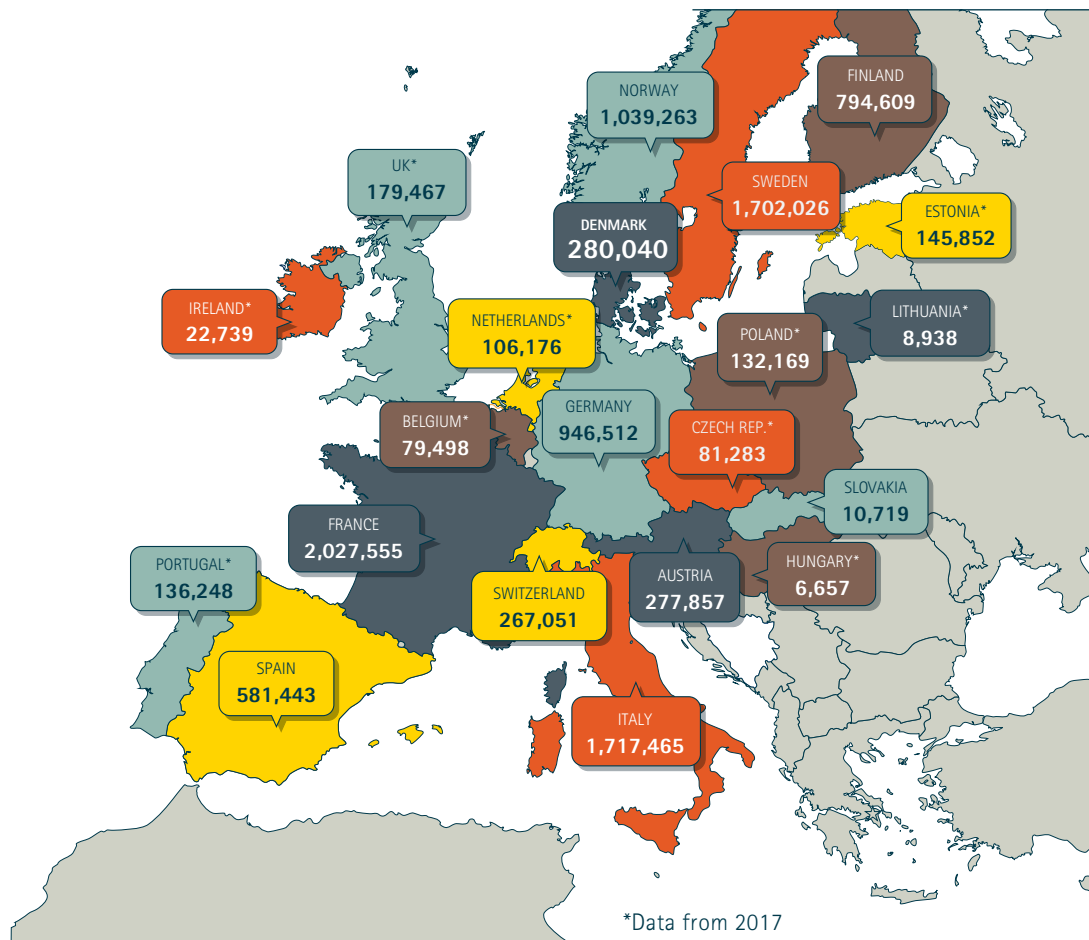 FINLAND
794,609
NORWAY
1,039,263
UK*
179,467
SWEDEN
1,702,026
ESTONIA*
145,852
DENMARK
280,040
IRELAND*
22,739
NETHERLANDS*
106,176
LITHUANIA*
8,938
POLAND*
132,169
BELGIUM*
79,498
GERMANY
946,512
CZECH REP.*
81,283
SLOVAKIA
10,719
FRANCE
2,027,555
PORTUGAL*
136,248
SWITZERLAND
267,051
AUSTRIA
277,857
HUNGARY*
6,657
SPAIN
581,443
ITALY
1,717,465
*Data from 2017